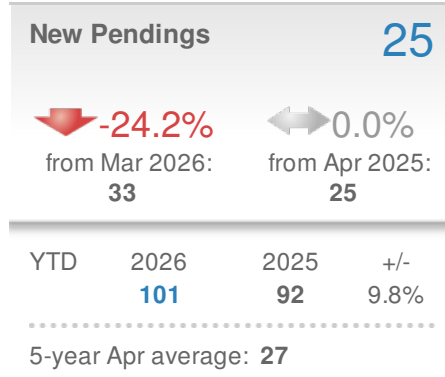 New Pendings 25
-24.2% 0.0%
from Mar 2026: from Apr 2025:
33 25
YTD 2026 2025 +/-
101 92 9.8%
5-year Apr average: 27